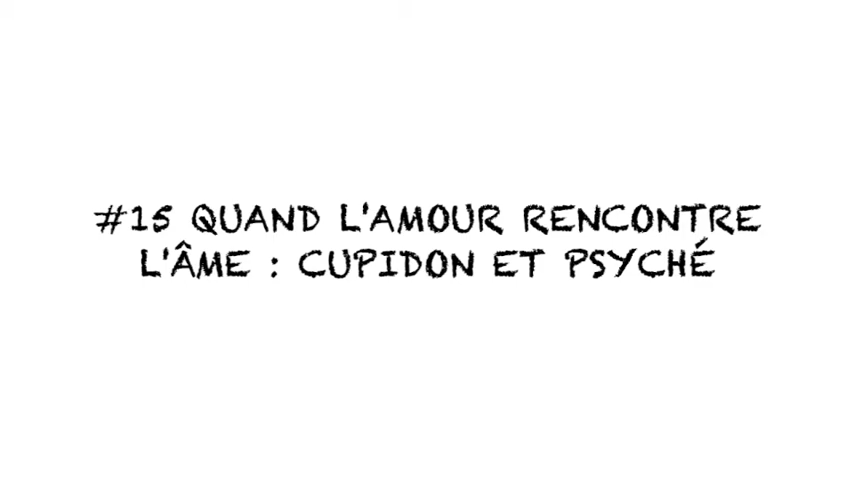 #15 QUAND L'AMOUR RENCONTRE
L'ÂME : CUPIDON ET PSYCHÉ